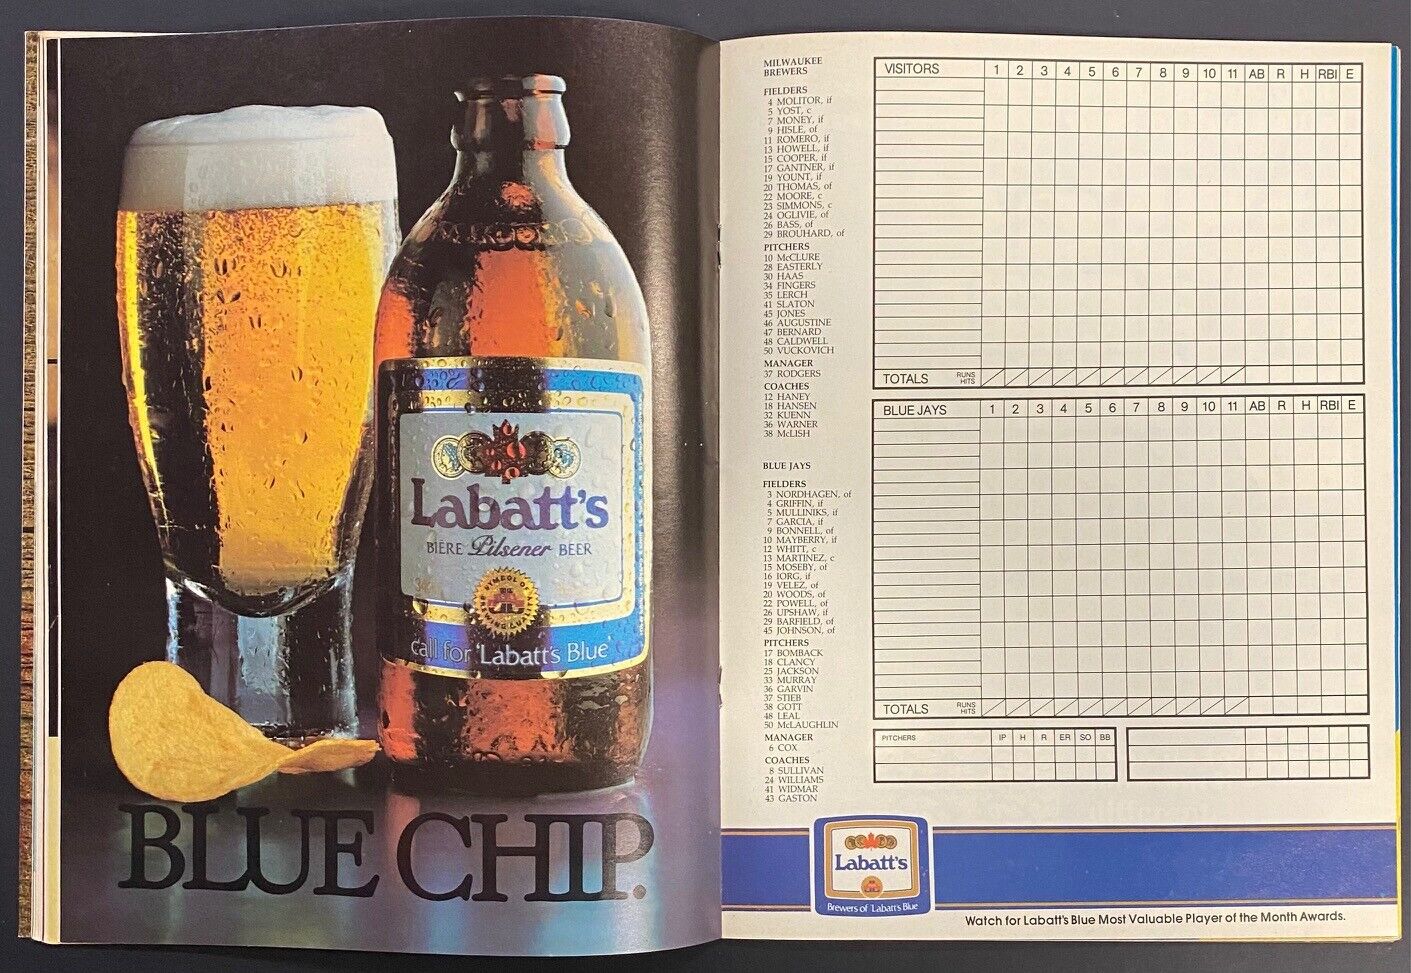 Labatt's
BIÈRE Pilsener BEER
SYMBOL OF
call for 'Labatt's Blue'
BLUE CHIP.
MILWAUKEE
BREWERS
FIELDERS
4 MOLITOR, if
5 YOST, c
7 MONEY, if
9 HISLE, of
11 ROMERO, if
13 HOWELL, if
15 COOPER, if
17 GANTNER, if
19 YOUNT, if
20 THOMAS, of
22 MOORE, c
23 SIMMONS, c
24 OGLIVIE, of
26 BASS, of
29 BROUHARD, of
PITCHERS
10 McCLURE
28 EASTERLY
30 HAAS
34 FINGERS
35 LERCH
41 SLATON
45 JONES
46 AUGUSTINE
47 BERNARD
48 CALDWELL
50 VUCKOVICH
MANAGER
37 RODGERS
COACHES
12 HANEY
18 HANSEN
32 KUENN
36 WARNER
38 McLISH
BLUE JAYS
FIELDERS
3 NORDHAGEN, of
4 GRIFFIN, if
5 MULLINIKS, if
7 GARCIA, if
9 BONNELL, of
10 MAYBERRY, if
12 WHITT, c
13 MARTINEZ, c
15 MOSEBY, of
16 IORG, if
19 VELEZ, of
20 WOODS, of
22 POWELL, of
26 UPSHAW, if
29 BARFIELD, of
45 JOHNSON, of
PITCHERS
17 BOMBACK
18 CLANCY
25 JACKSON
33 MURRAY
36 GARVIN
37 STIEB
38 GOTT
48 LEAL
50 McLAUGHLIN
MANAGER
6 COX
COACHES
8 SULLIVAN
24 WILLIAMS
41 WIDMAR
43 GASTON
VISITORS 1 2 3 4 5 6 7 8 9 10 11 AB R H RBI E
TOTALS RUNS
HITS
BLUE JAYS 1 2 3 4 5 6 7 8 9 10 11 AB R H RBI E
TOTALS RUNS
HITS
PITCHERS IP H R ER SO BB
Labatt's
Brewers of 'Labatt's Blue'
Watch for Labatt's Blue Most Valuable Player of the Month Awards.